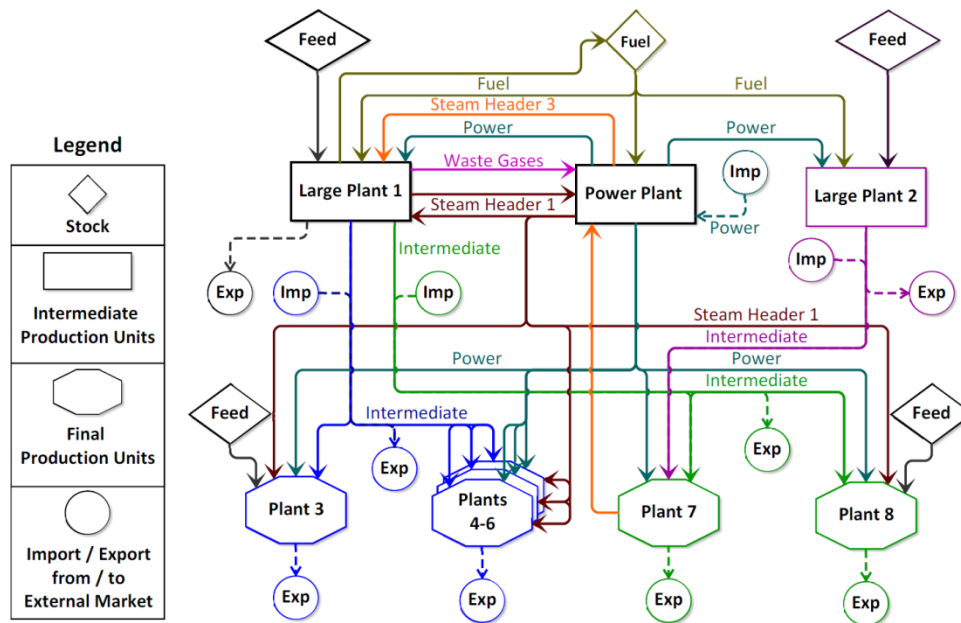 Feed
Fuel
Feed
Fuel
Fuel
Steam Header 3
Power
Power
Legend
Waste Gases
Imp
Large Plant 1
Power Plant
Large Plant 2
Steam Header 1
Power
Stock
Intermediate
Imp
Exp
Imp
Imp
Exp
Intermediate
Production Units
Steam Header 1
Intermediate
Power
Power
Intermediate
Feed
Intermediate
Feed
Exp
Exp
Final
Production Units
Plant 3
Plants
4-6
Plant 7
Plant 8
Import / Export
from / to
External Market
Exp
Exp
Exp
Exp